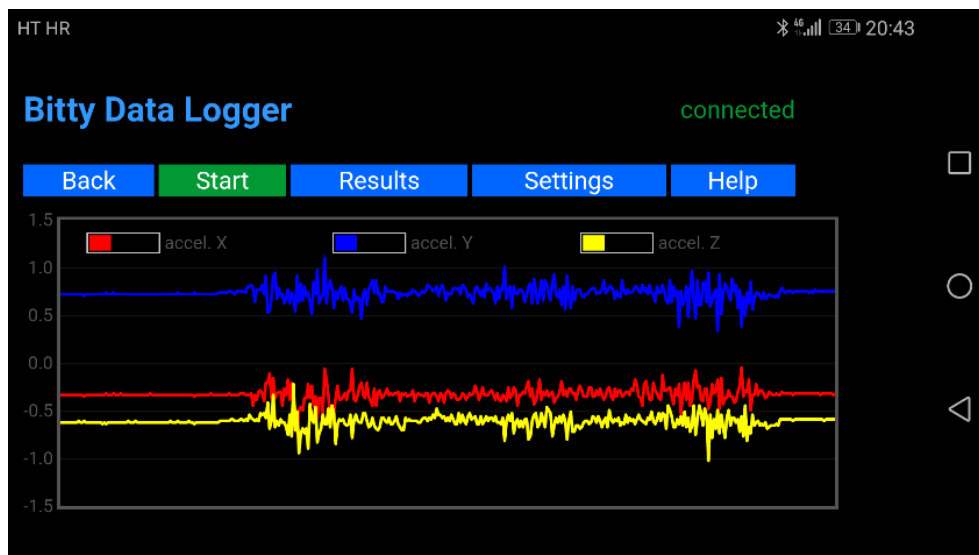 HT HR 4G 34 20:43
Bitty Data Logger connected
Back Start Results Settings Help
1.5
accel. X accel. Y accel. Z
1.0
0.5
0.0
-0.5
-1.0
-1.5